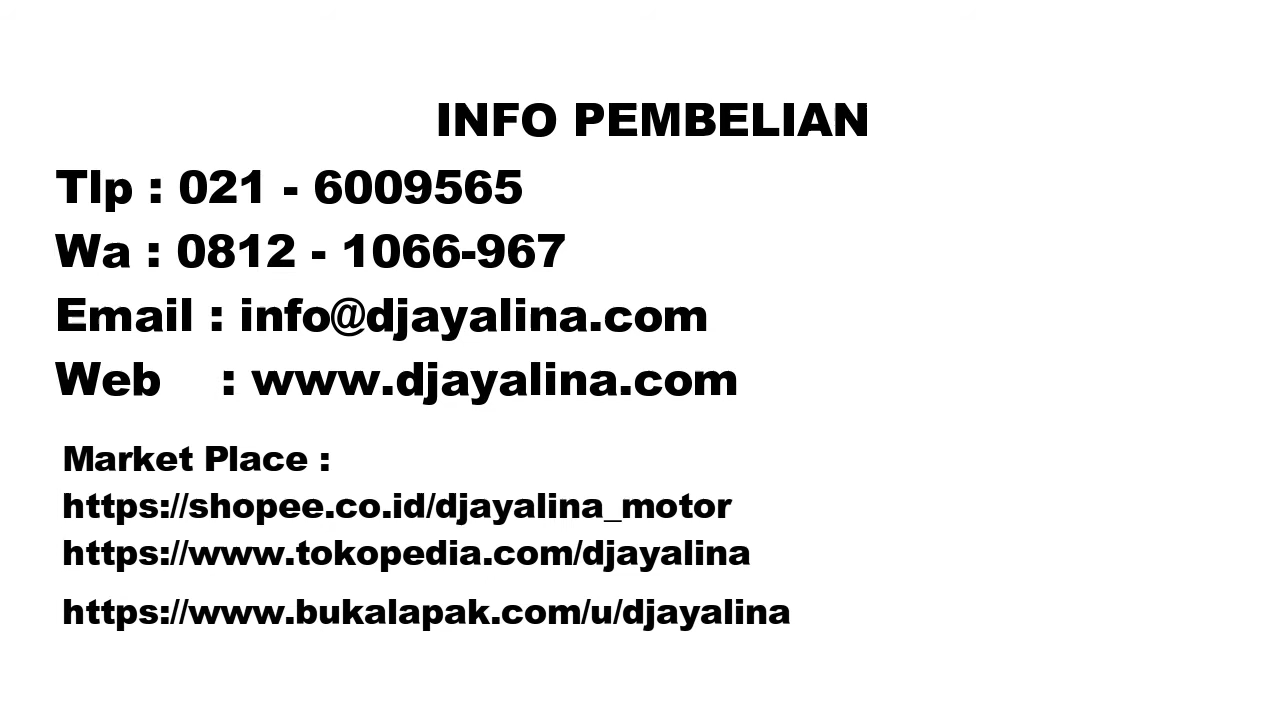 INFO PEMBELIAN
Tlp : 021 - 6009565
Wa : 0812 - 1066-967
Email : info@djayalina.com
Web : www.djayalina.com
Market Place :
https://shopee.co.id/djayalina_motor
https://www.tokopedia.com/djayalina
https://www.bukalapak.com/u/djayalina